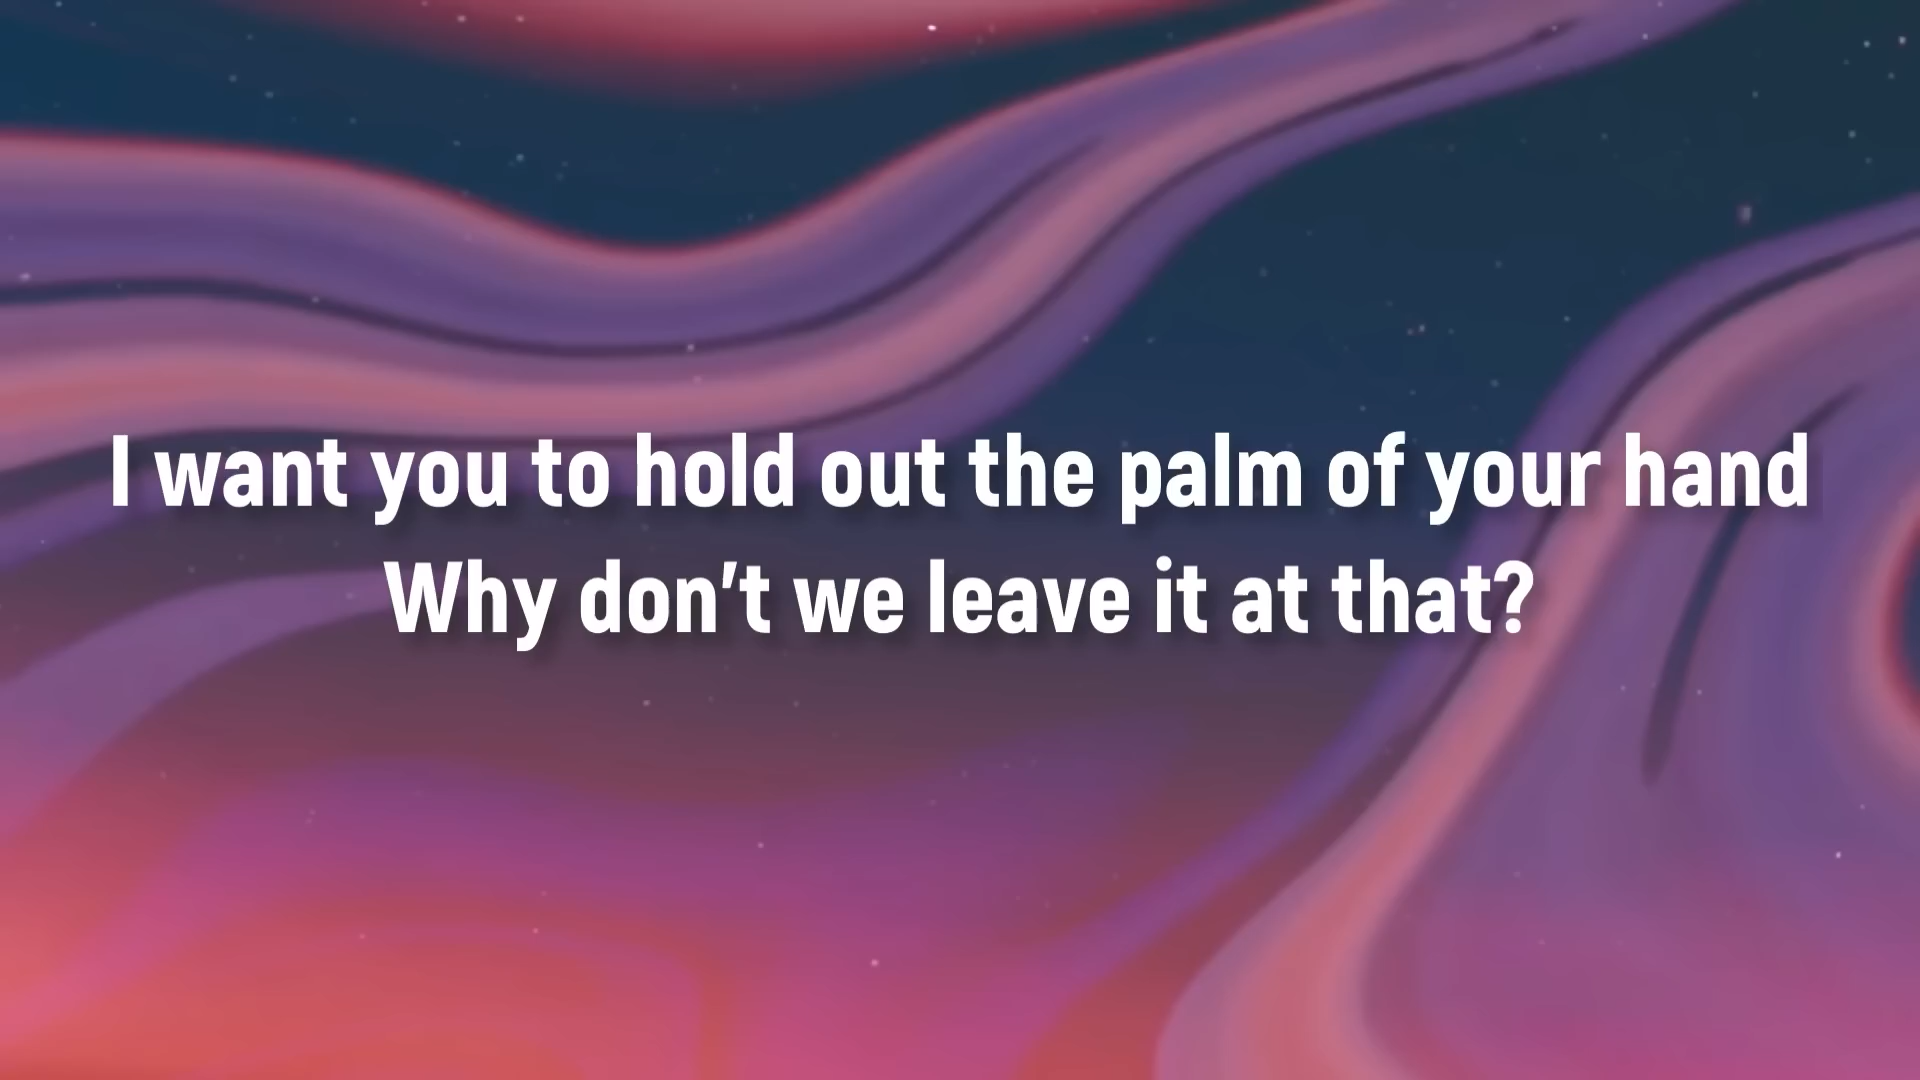 I want you to hold out the palm of your hand
Why don’t we leave it at that?